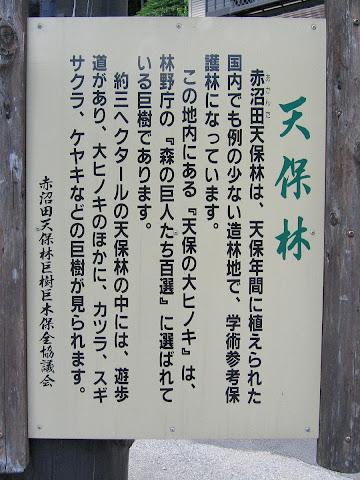 天保林
赤沼田天保林は、天保年間に植えられた
国内でも例の少ない造林地で、学術参考保
護林になっています。
この地内にある『天保の大ヒノキ』は、
林野庁の『森の巨人たち百選』に選ばれて
いる巨樹であります。
約三ヘクタールの天保林の中には、遊歩
道があり、大ヒノキのほかに、カツラ、スギ
サクラ、ケヤキなどの巨樹が見られます。
赤沼田天保林巨樹巨木保全協議会